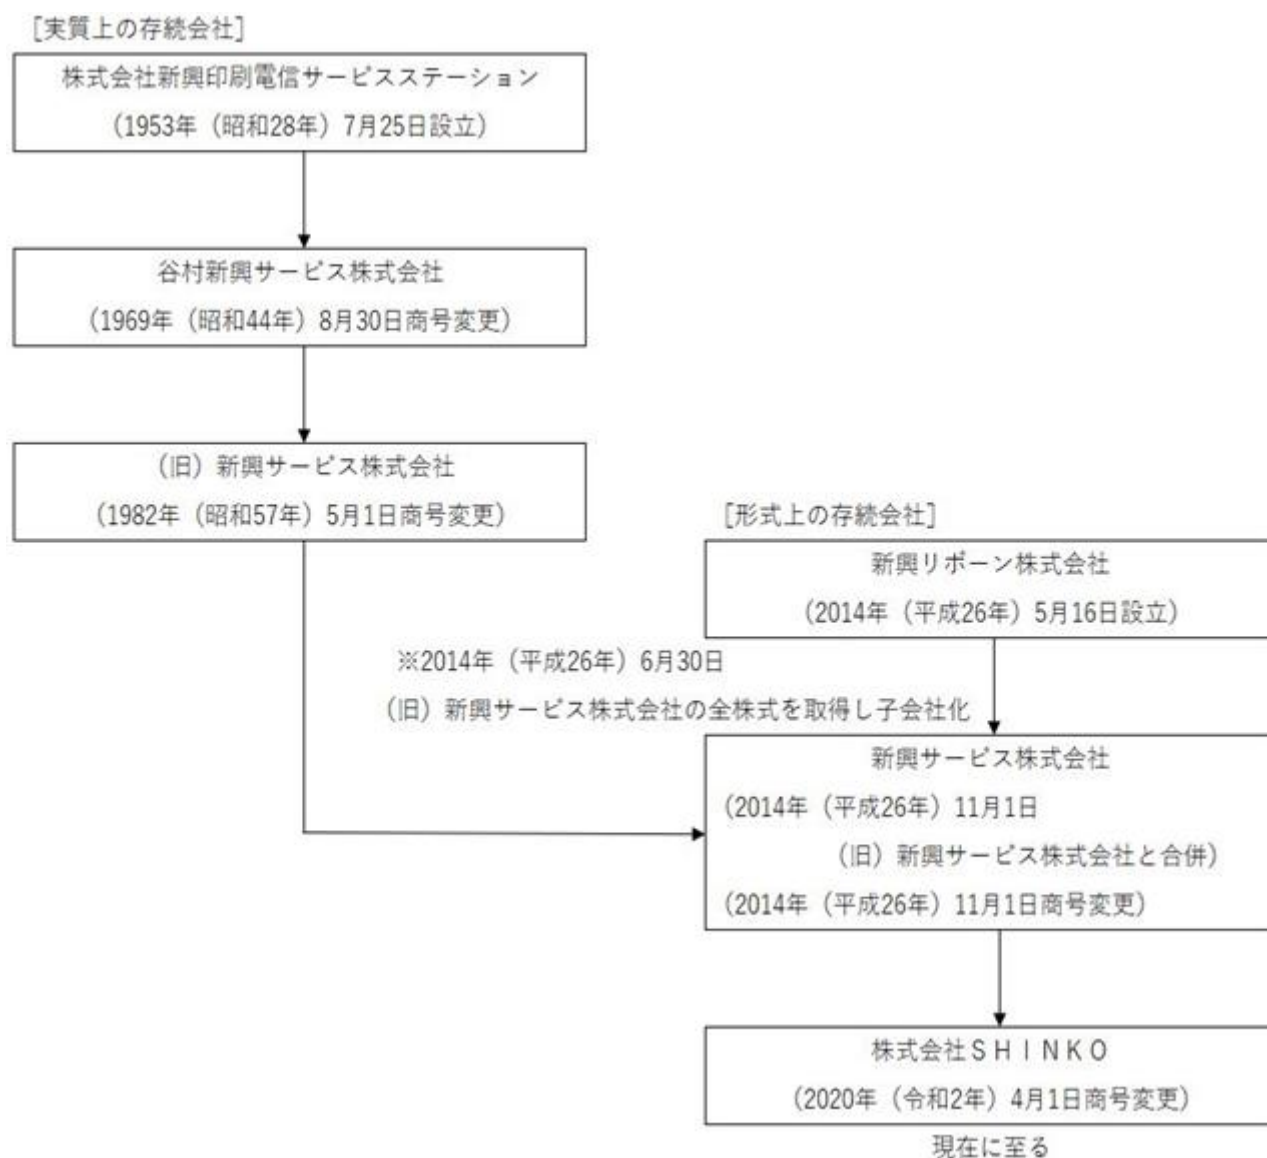 ［実質上の存続会社］
株式会社新興印刷電信サービスステーション
（1953年（昭和28年）7月25日設立）
谷村新興サービス株式会社
（1969年（昭和44年）8月30日商号変更）
（旧）新興サービス株式会社
（1982年（昭和57年）5月1日商号変更）
［形式上の存続会社］
新興リボーン株式会社
（2014年（平成26年）5月16日設立）
※2014年（平成26年）6月30日
（旧）新興サービス株式会社の全株式を取得し子会社化
新興サービス株式会社
（2014年（平成26年）11月1日
（旧）新興サービス株式会社と合併）
（2014年（平成26年）11月1日商号変更）
株式会社ＳＨＩＮＫＯ
（2020年（令和2年）4月1日商号変更）
現在に至る